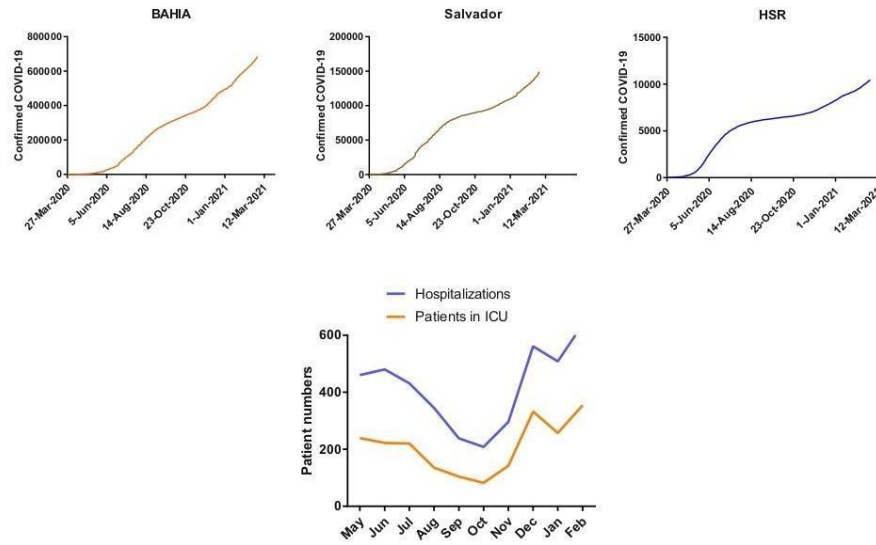 BAHIA
Confirmed COVID-19
800000
600000
400000
200000
0
27-Mar-2020
5-Jun-2020
14-Aug-2020
23-Oct-2020
1-Jan-2021
12-Mar-2021
Salvador
Confirmed COVID-19
200000
150000
100000
50000
0
27-Mar-2020
5-Jun-2020
14-Aug-2020
23-Oct-2020
1-Jan-2021
12-Mar-2021
HSR
Confirmed COVID-19
15000
10000
5000
0
27-Mar-2020
5-Jun-2020
14-Aug-2020
23-Oct-2020
1-Jan-2021
12-Mar-2021
Hospitalizations
Patients in ICU
Patient numbers
600
400
200
0
May
Jun
Jul
Aug
Sep
Oct
Nov
Dec
Jan
Feb